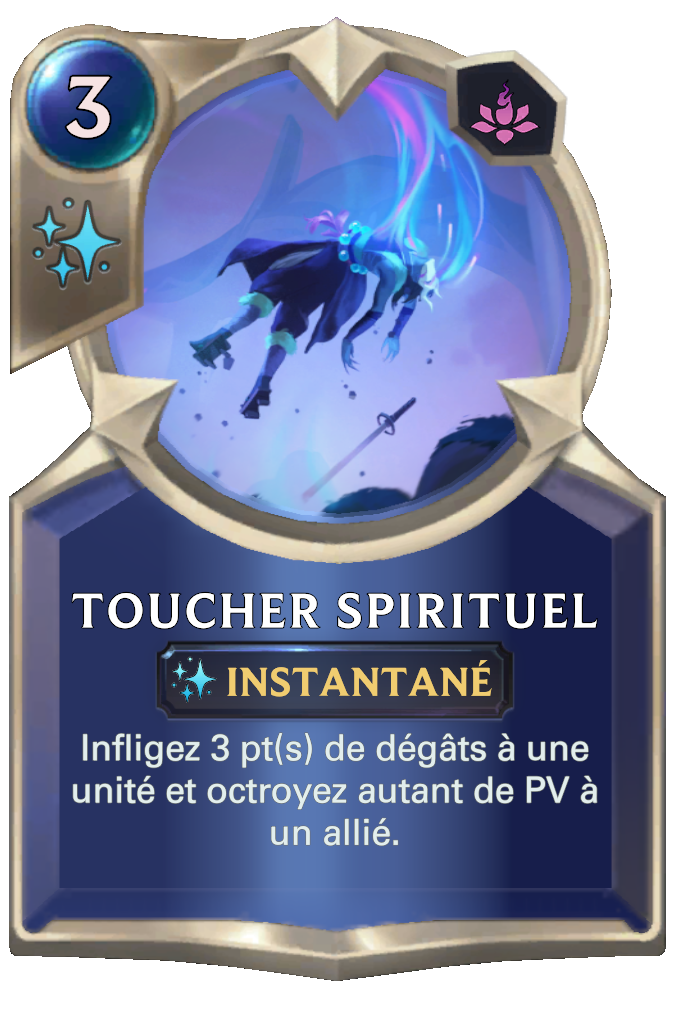 3
TOUCHER SPIRITUEL
INSTANTANÉ
Infligez 3 pt(s) de dégâts à une
unité et octroyez autant de PV à
un allié.